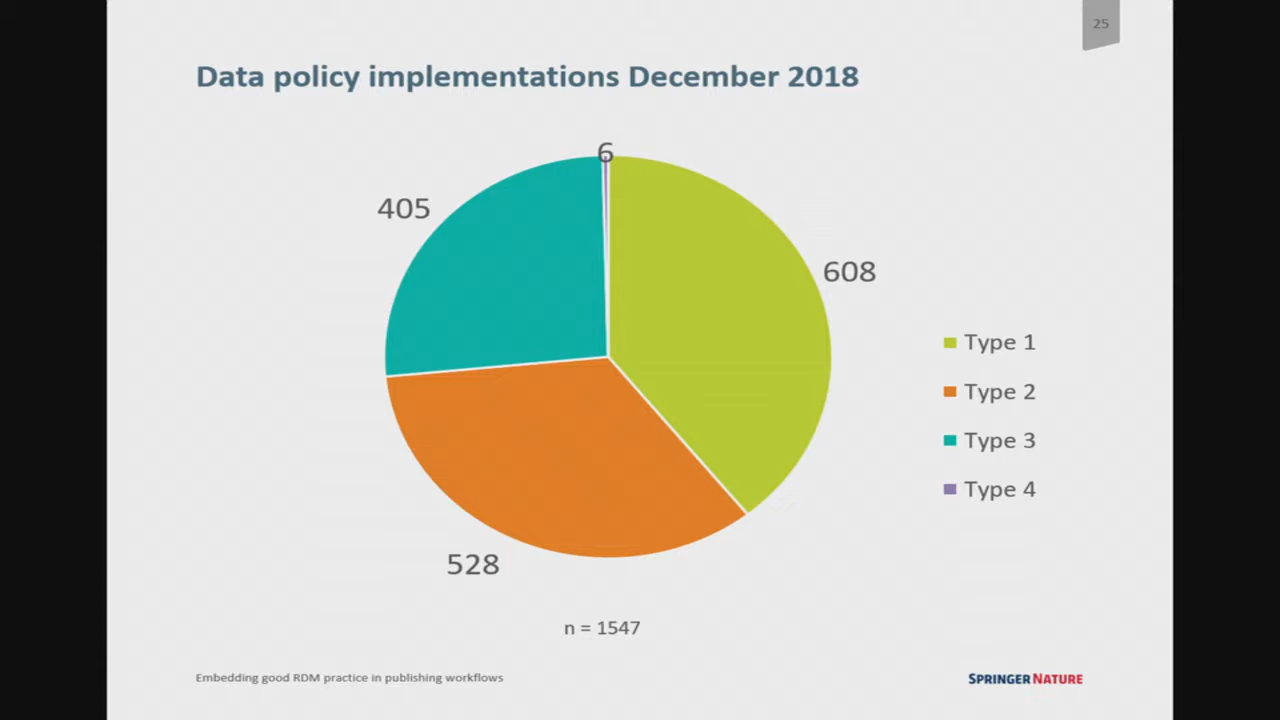 25
Data policy implementations December 2018
6
405
608
Type 1
Type 2
Type 3
Type 4
528
n = 1547
Embedding good RDM practice in publishing workflows
SPRINGER NATURE